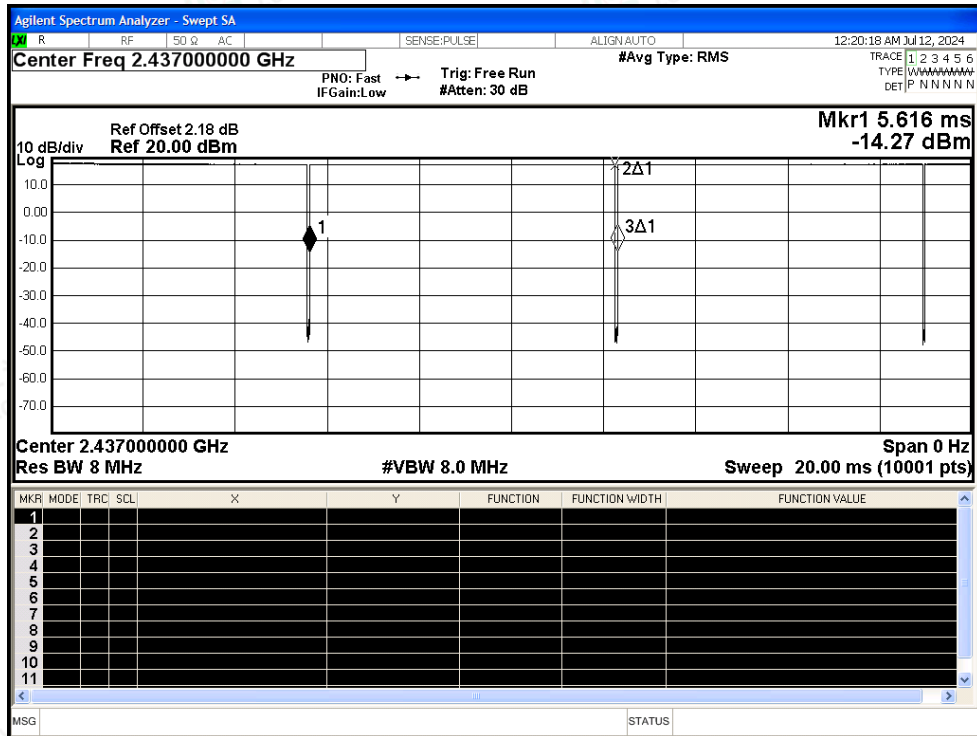 Agilent Spectrum Analyzer - Swept SA
LXI R RF 50 Ω AC SENSE:PULSE ALIGN AUTO 12:20:18 AM Jul 12, 2024
Center Freq 2.437000000 GHz #Avg Type: RMS TRACE 1 2 3 4 5 6
PNO: Fast Trig: Free Run TYPE WWWWWW
IFGain:Low #Atten: 30 dB DET P N N N N N
Mkr1 5.616 ms
Ref Offset 2.18 dB
10 dB/div Ref 20.00 dBm -14.27 dBm
Log
2Δ1
10.0
0.00
1 3Δ1
-10.0
-20.0
-30.0
-40.0
-50.0
-60.0
-70.0
Center 2.437000000 GHz Span 0 Hz
Res BW 8 MHz #VBW 8.0 MHz Sweep 20.00 ms (10001 pts)
MKR MODE TRC SCL X Y FUNCTION FUNCTION WIDTH FUNCTION VALUE
1
2
3
4
5
6
7
8
9
10
11
MSG STATUS